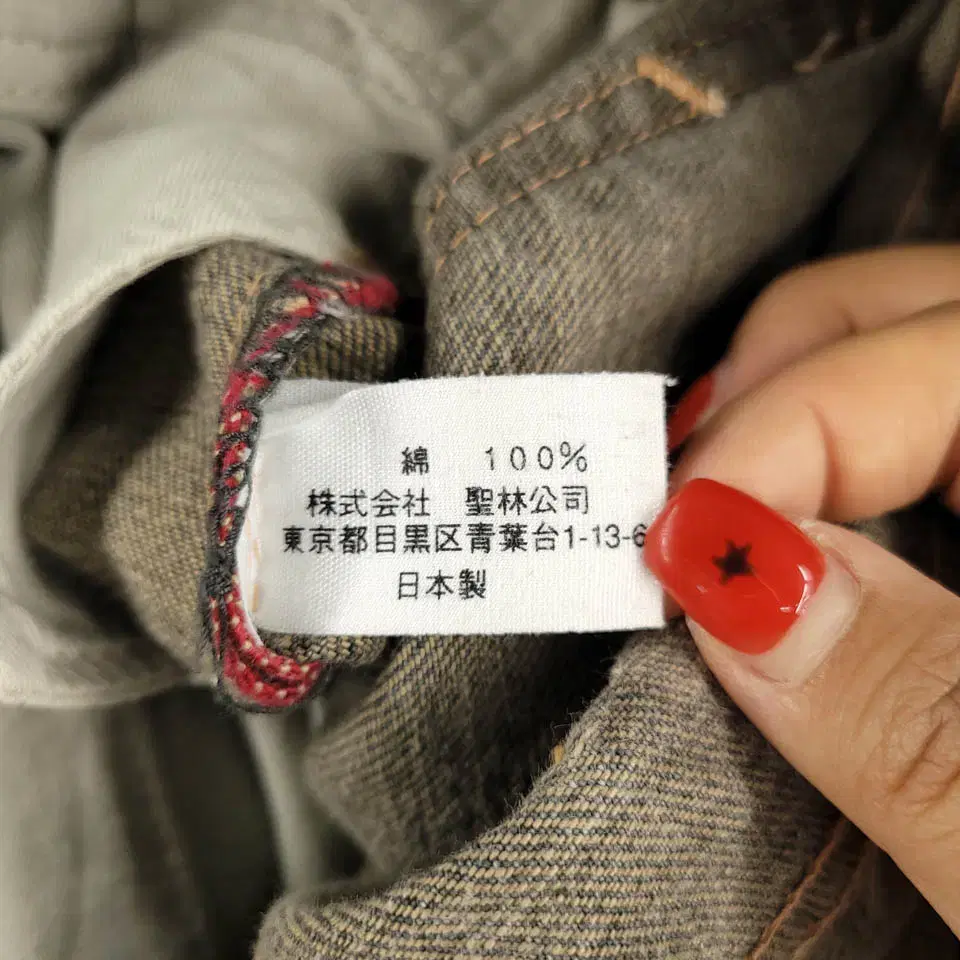 綿 100%
株式会社 聖林公司
東京都目黒区青葉台1-13-6
日本製